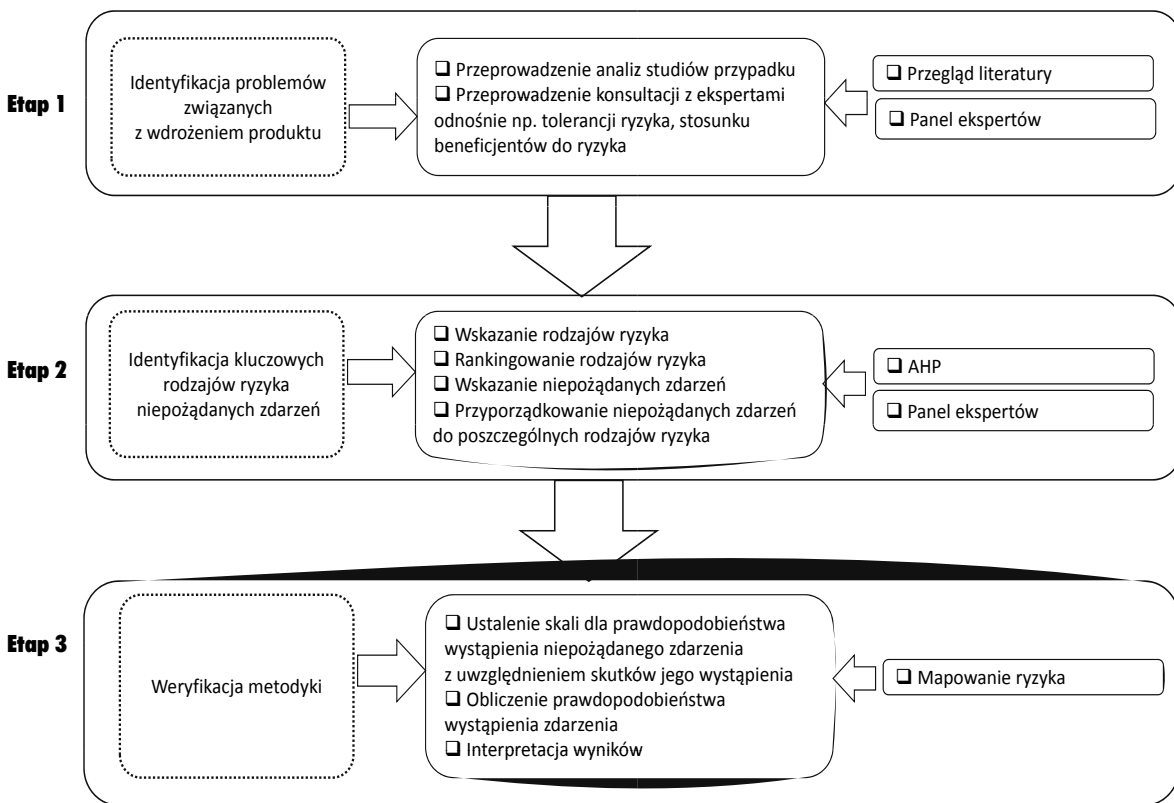 Etap 1
Identyfikacja problemów
związanych
z wdrożeniem produktu
❑ Przeprowadzenie analiz studiów przypadku
❑ Przeprowadzenie konsultacji z ekspertami
odnośnie np. tolerancji ryzyka, stosunku
beneficjentów do ryzyka
❑ Przegląd literatury
❑ Panel ekspertów
Etap 2
Identyfikacja kluczowych
rodzajów ryzyka
niepożądanych zdarzeń
❑ Wskazanie rodzajów ryzyka
❑ Rankingowanie rodzajów ryzyka
❑ Wskazanie niepożądanych zdarzeń
❑ Przyporządkowanie niepożądanych zdarzeń
do poszczególnych rodzajów ryzyka
❑ AHP
❑ Panel ekspertów
Etap 3
Weryfikacja metodyki
❑ Ustalenie skali dla prawdopodobieństwa
wystąpienia niepożądanego zdarzenia
z uwzględnieniem skutków jego wystąpienia
❑ Obliczenie prawdopodobieństwa
wystąpienia zdarzenia
❑ Interpretacja wyników
❑ Mapowanie ryzyka